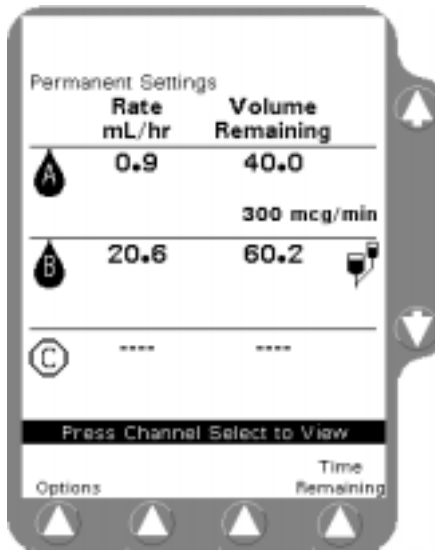 Permanent Settings
Rate Volume
mL/hr Remaining
A 0.9 40.0
300 mcg/min
B 20.6 60.2
C ---- ----
Press Channel Select to View
Time
Options Remaining